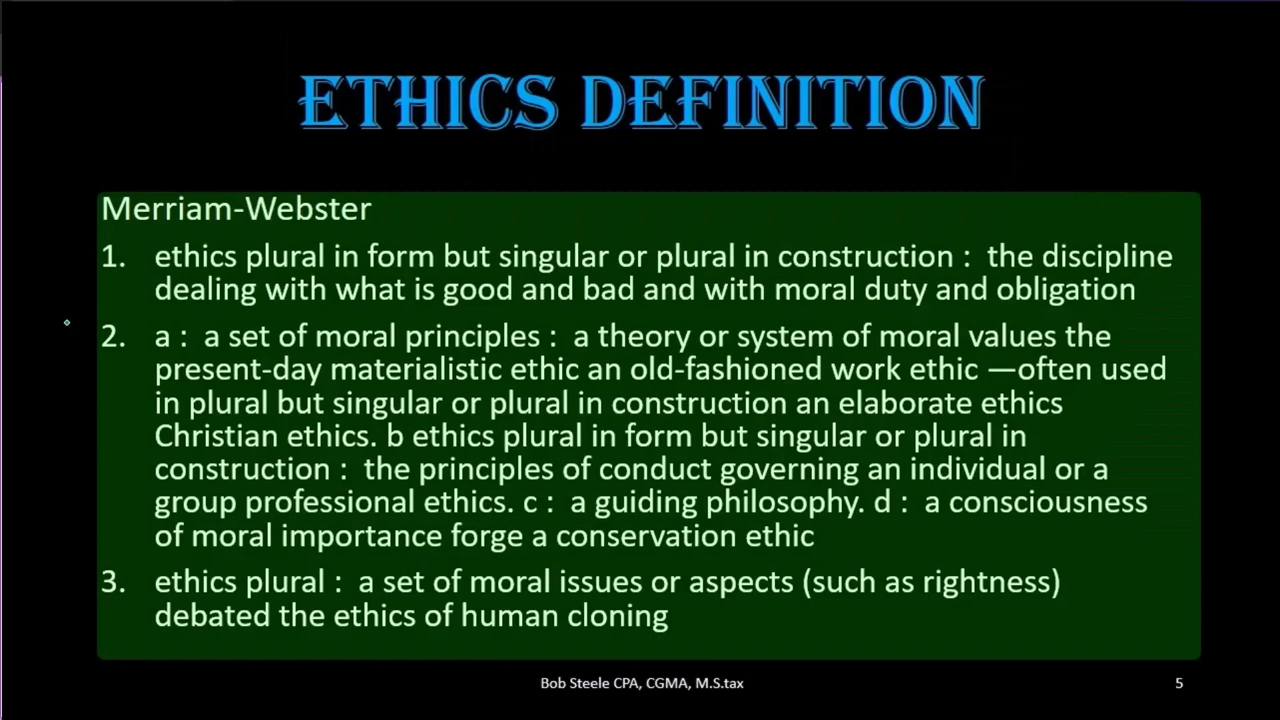 ETHICS DEFINITION
Merriam-Webster
1. ethics plural in form but singular or plural in construction : the discipline
dealing with what is good and bad and with moral duty and obligation
2. a : a set of moral principles : a theory or system of moral values the
present-day materialistic ethic an old-fashioned work ethic —often used
in plural but singular or plural in construction an elaborate ethics
Christian ethics. b ethics plural in form but singular or plural in
construction : the principles of conduct governing an individual or a
group professional ethics. c : a guiding philosophy. d : a consciousness
of moral importance forge a conservation ethic
3. ethics plural : a set of moral issues or aspects (such as rightness)
debated the ethics of human cloning
Bob Steele CPA, CGMA, M.S.tax
5